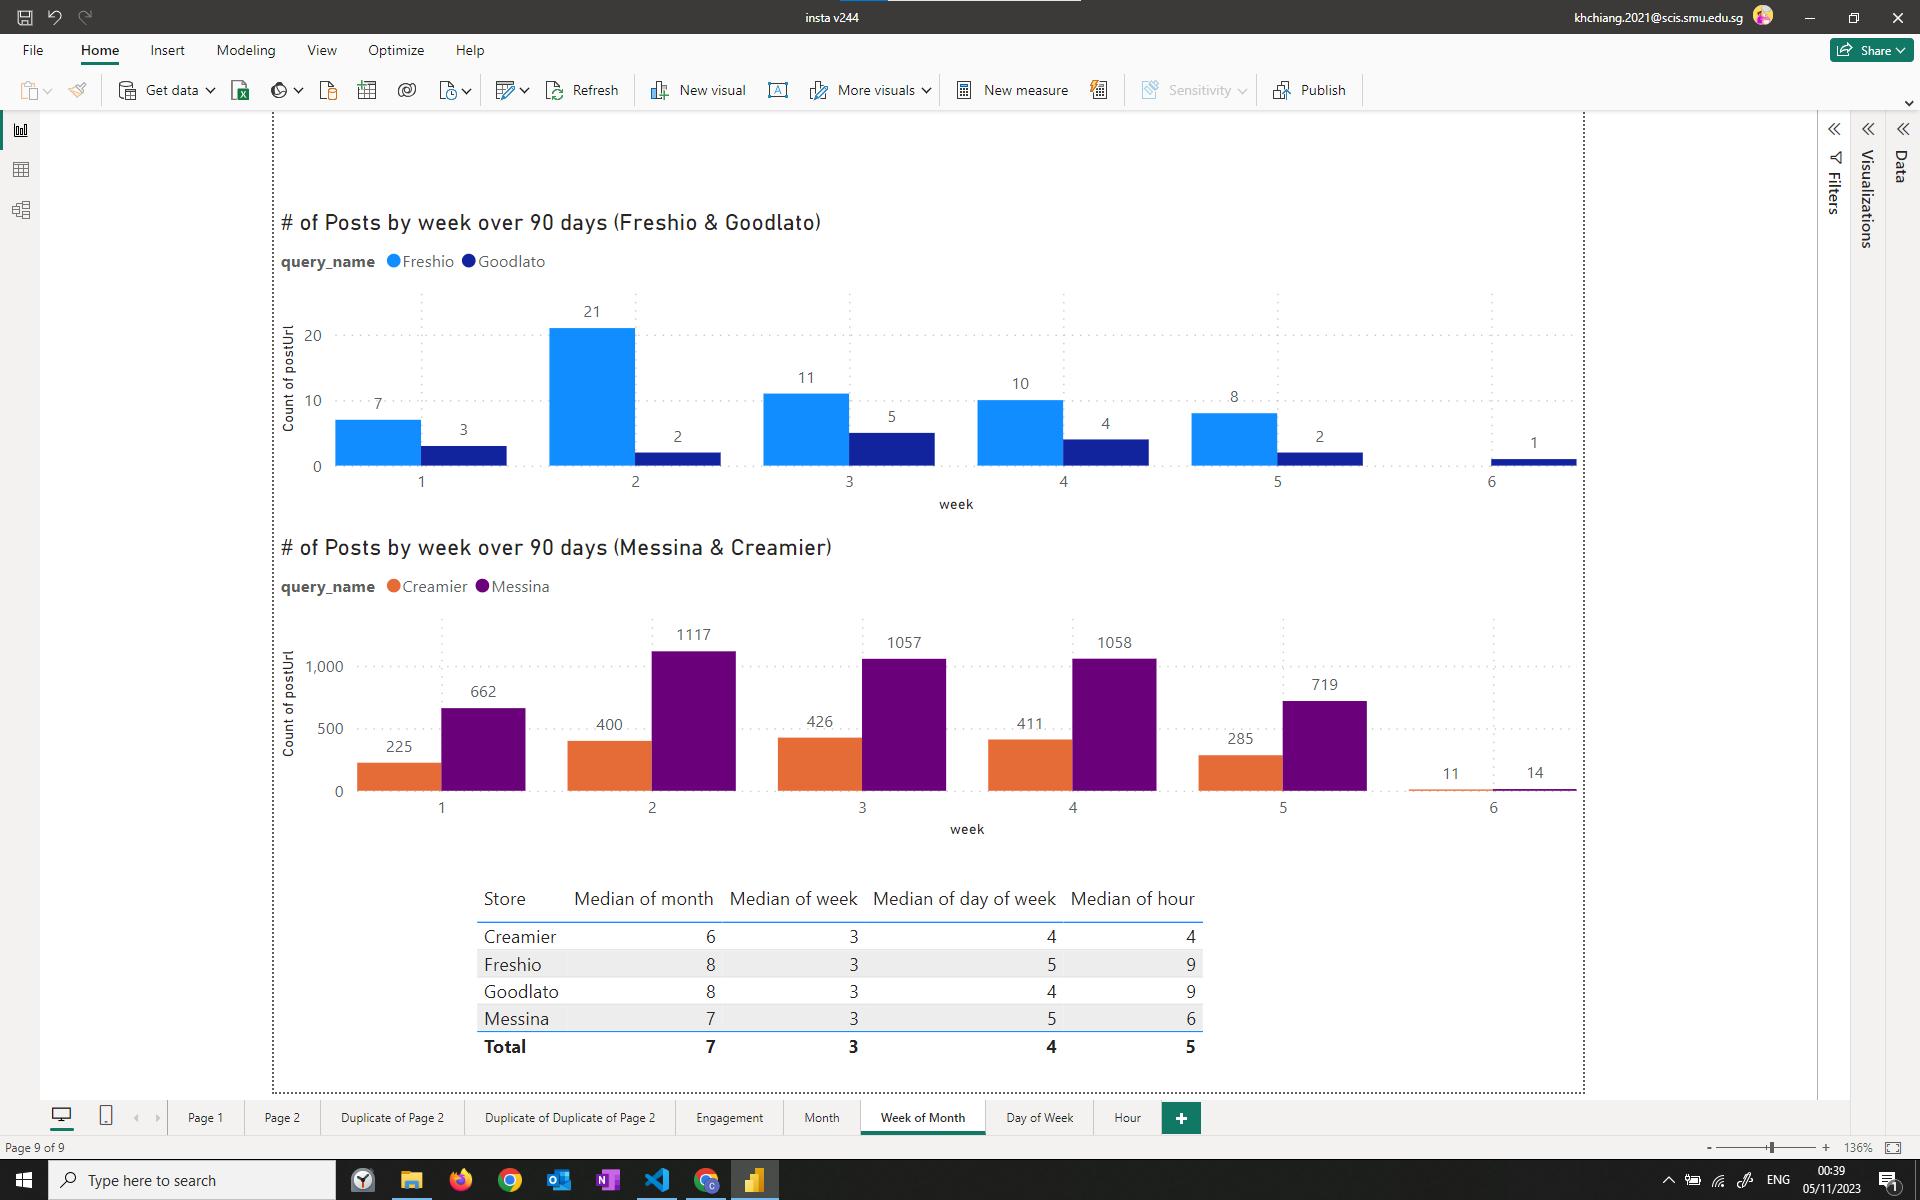 insta v244
khchiang.2021@scis.smu.edu.sg
File Home Insert Modeling View Optimize Help
Share
Get data Refresh New visual A More visuals New measure Sensitivity Publish
Filters
Visualizations
Data
# of Posts by week over 90 days (Freshio & Goodlato)
query_name Freshio Goodlato
Count of postUrl
20
10
0
7 3 21 2 11 5 10 4 8 2 1
1 2 3 4 5 6
week
# of Posts by week over 90 days (Messina & Creamier)
query_name Creamier Messina
Count of postUrl
1,000
500
0
225 662 400 1117 426 1057 411 1058 285 719 11 14
1 2 3 4 5 6
week
Store Median of month Median of week Median of day of week Median of hour
Creamier 6 3 4 4
Freshio 8 3 5 9
Goodlato 8 3 4 9
Messina 7 3 5 6
Total 7 3 4 5
Page 1 Page 2 Duplicate of Page 2 Duplicate of Duplicate of Page 2 Engagement Month Week of Month Day of Week Hour +
Page 9 of 9
- + 136%
Type here to search
ENG
00:39
05/11/2023
1